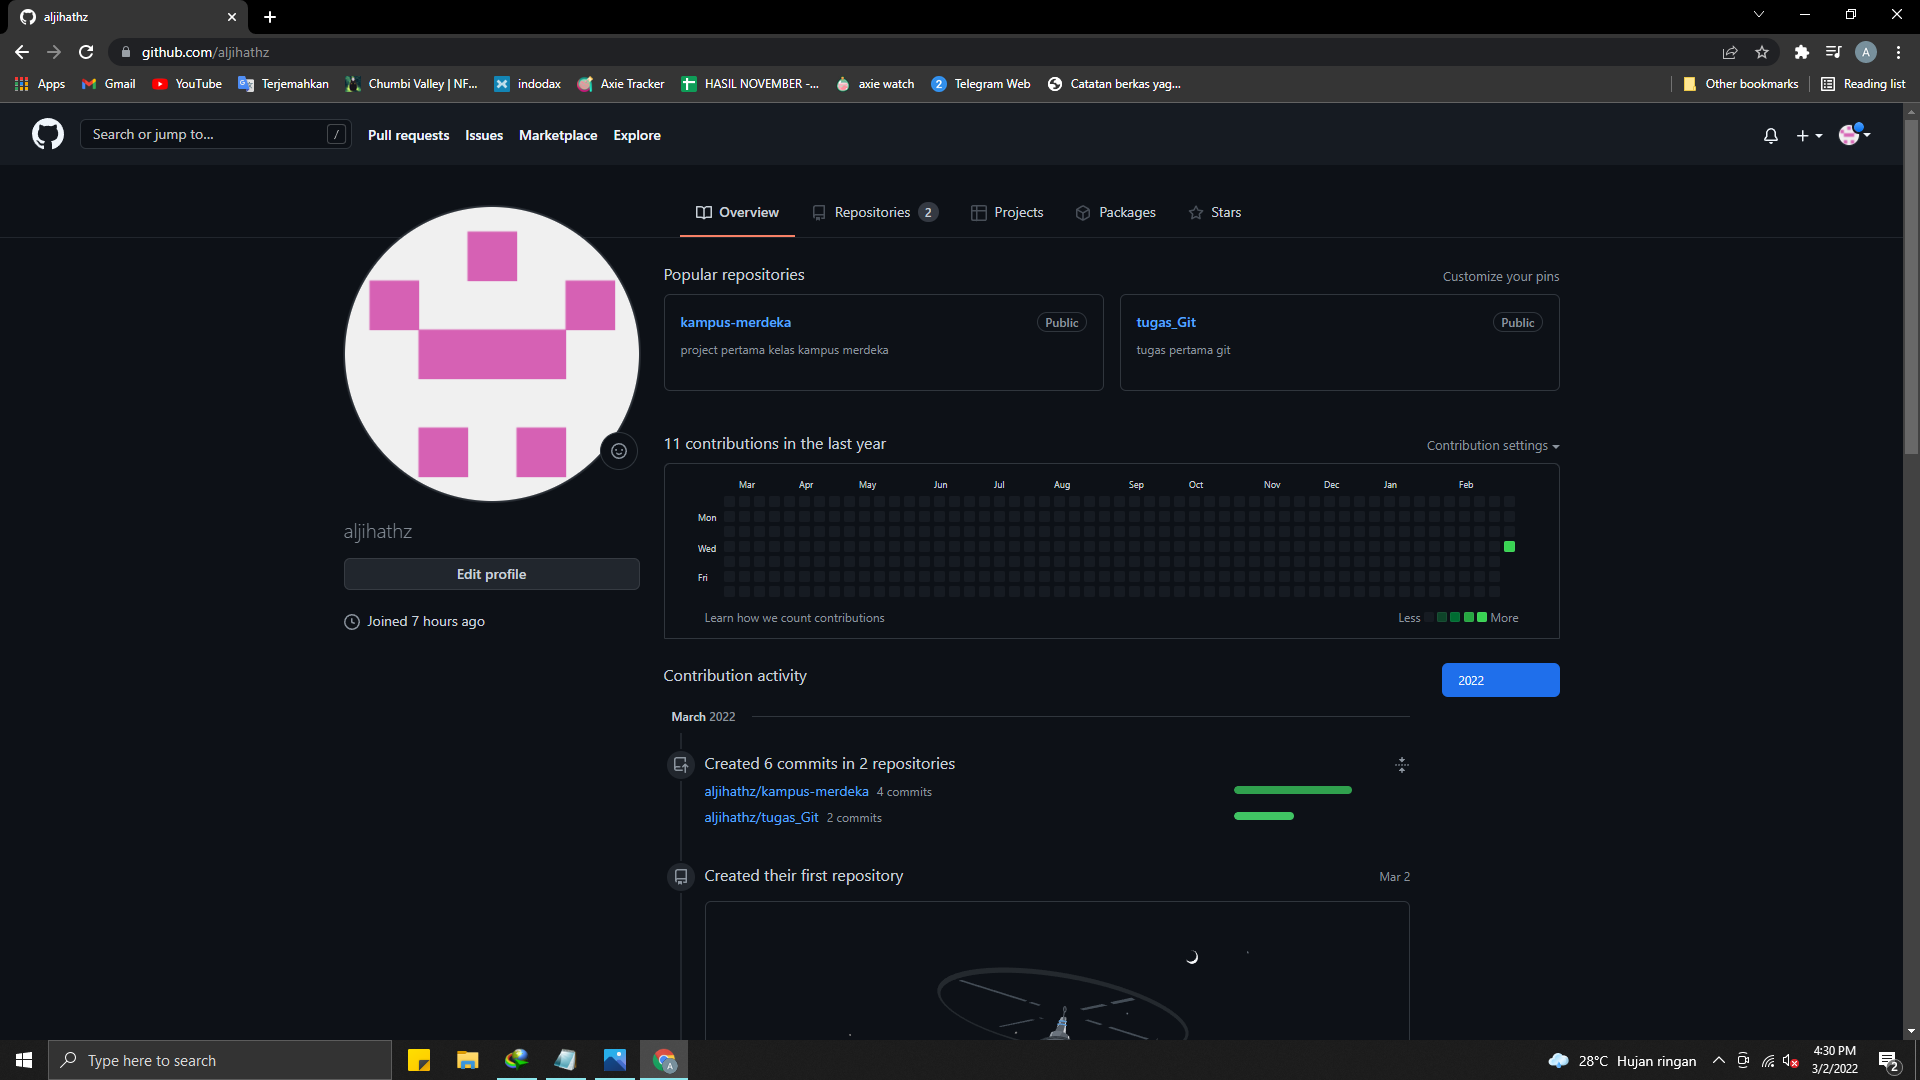 aljihathz
github.com/aljihathz
A
Apps
Gmail
YouTube
Terjemahkan
Chumbi Valley | NF...
indodax
Axie Tracker
HASIL NOVEMBER -...
axie watch
2
Telegram Web
Catatan berkas yag...
Other bookmarks
Reading list
Search or jump to...
/
Pull requests
Issues
Marketplace
Explore
Overview
Repositories 2
Projects
Packages
Stars
aljihathz
Edit profile
Joined 7 hours ago
Popular repositories
Customize your pins
kampus-merdeka
Public
project pertama kelas kampus merdeka
tugas_Git
Public
tugas pertama git
11 contributions in the last year
Contribution settings
Mar Apr May Jun Jul Aug Sep Oct Nov Dec Jan Feb
Mon
Wed
Fri
Learn how we count contributions
Less More
Contribution activity
2022
March 2022
Created 6 commits in 2 repositories
aljihathz/kampus-merdeka 4 commits
aljihathz/tugas_Git 2 commits
Created their first repository
Mar 2
Type here to search
A
28°C Hujan ringan
4:30 PM
3/2/2022
2